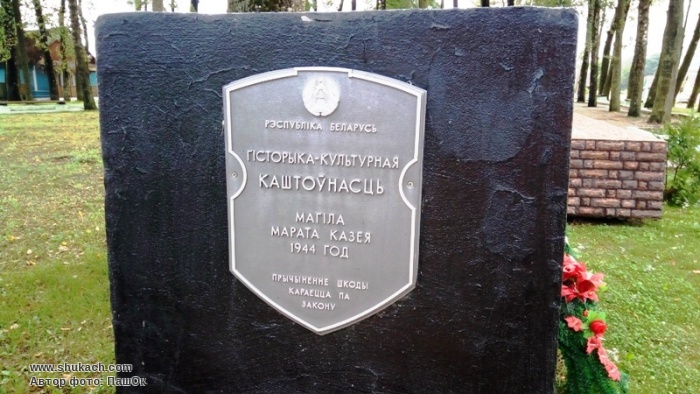 РЭСПУБЛІКА БЕЛАРУСЬ
ГІСТОРЫКА-КУЛЬТУРНАЯ
КАШТОЎНАСЦЬ
МАГІЛА
МАРАТА КАЗЕЯ
1944 ГОД
ПРЫЧЫНЕННЕ ШКОДЫ
КАРАЕЦЦА ПА
ЗАКОНУ
www.shukach.com
Автор фото: ПашОк